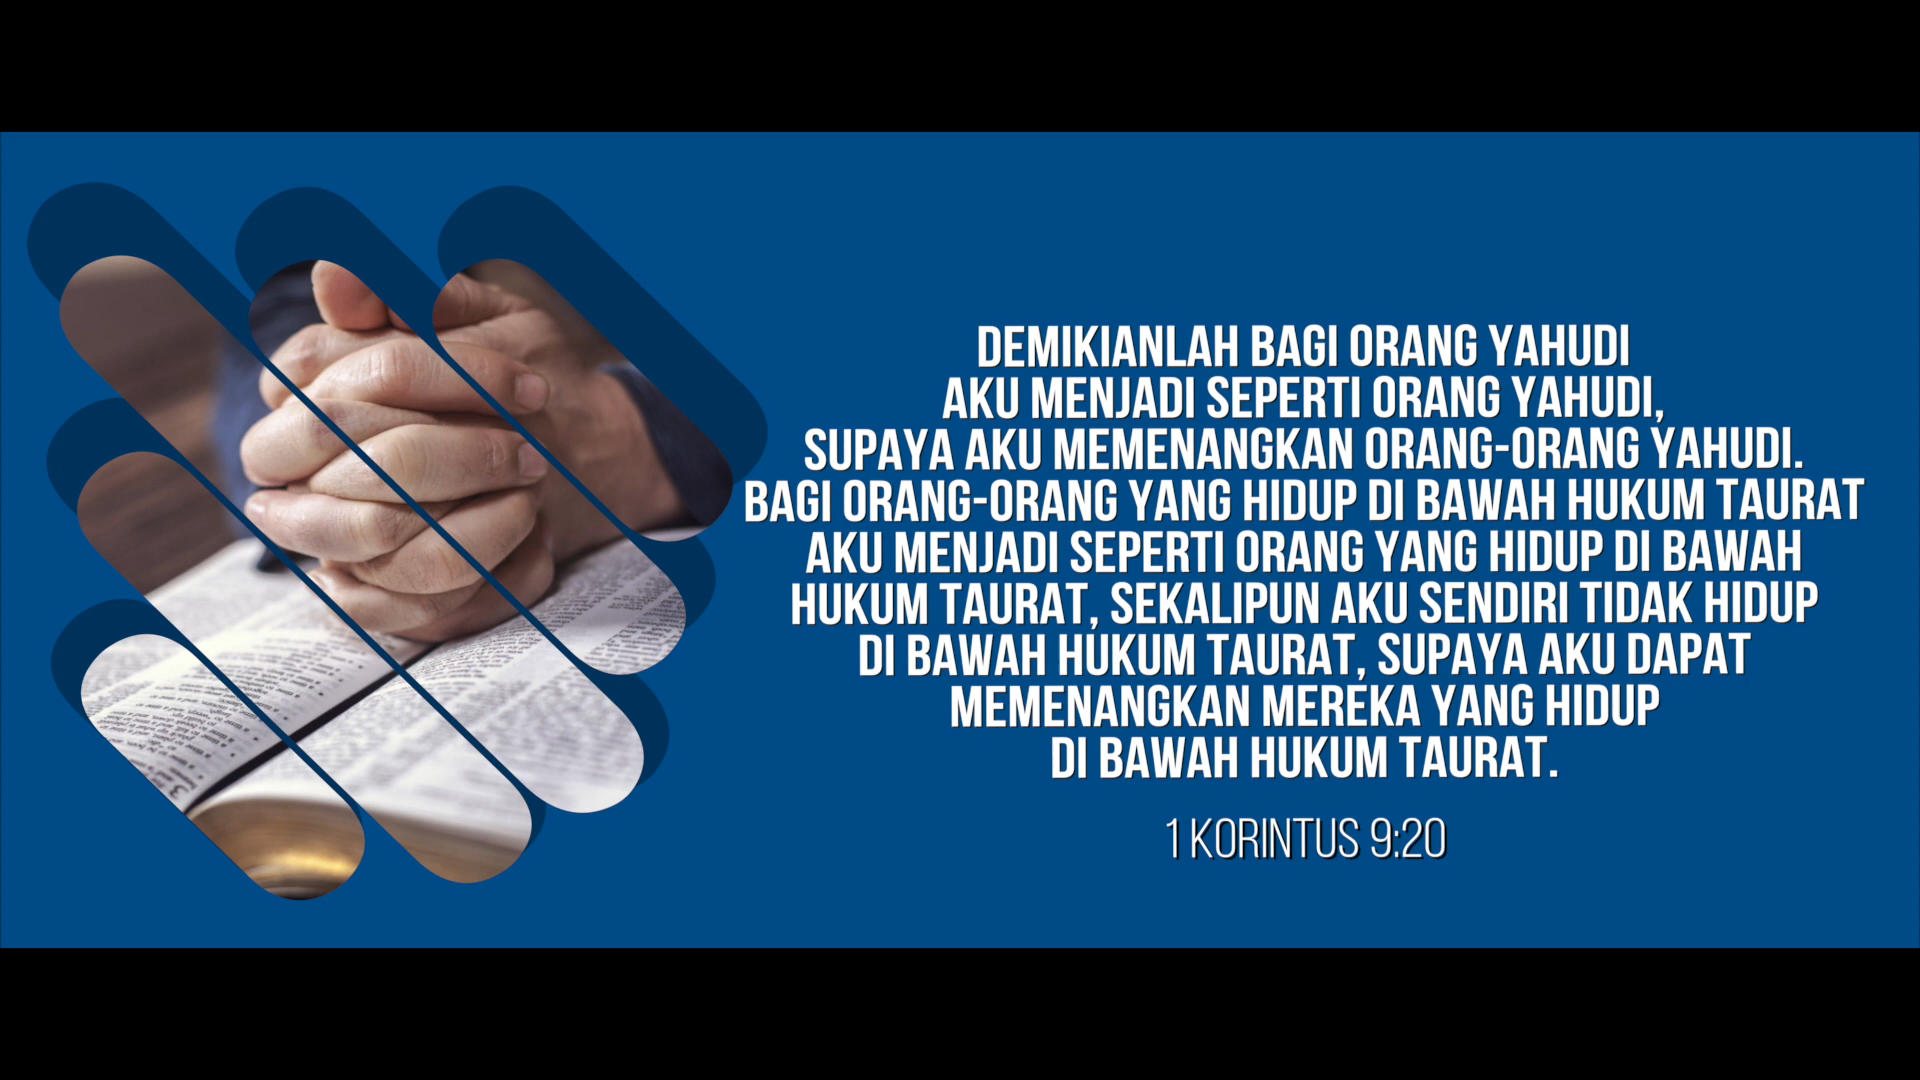 DEMIKIANLAH BAGI ORANG YAHUDI
AKU MENJADI SEPERTI ORANG YAHUDI,
SUPAYA AKU MEMENANGKAN ORANG-ORANG YAHUDI.
BAGI ORANG-ORANG YANG HIDUP DI BAWAH HUKUM TAURAT
AKU MENJADI SEPERTI ORANG YANG HIDUP DI BAWAH
HUKUM TAURAT, SEKALIPUN AKU SENDIRI TIDAK HIDUP
DI BAWAH HUKUM TAURAT, SUPAYA AKU DAPAT
MEMENANGKAN MEREKA YANG HIDUP
DI BAWAH HUKUM TAURAT.
1 KORINTUS 9:20